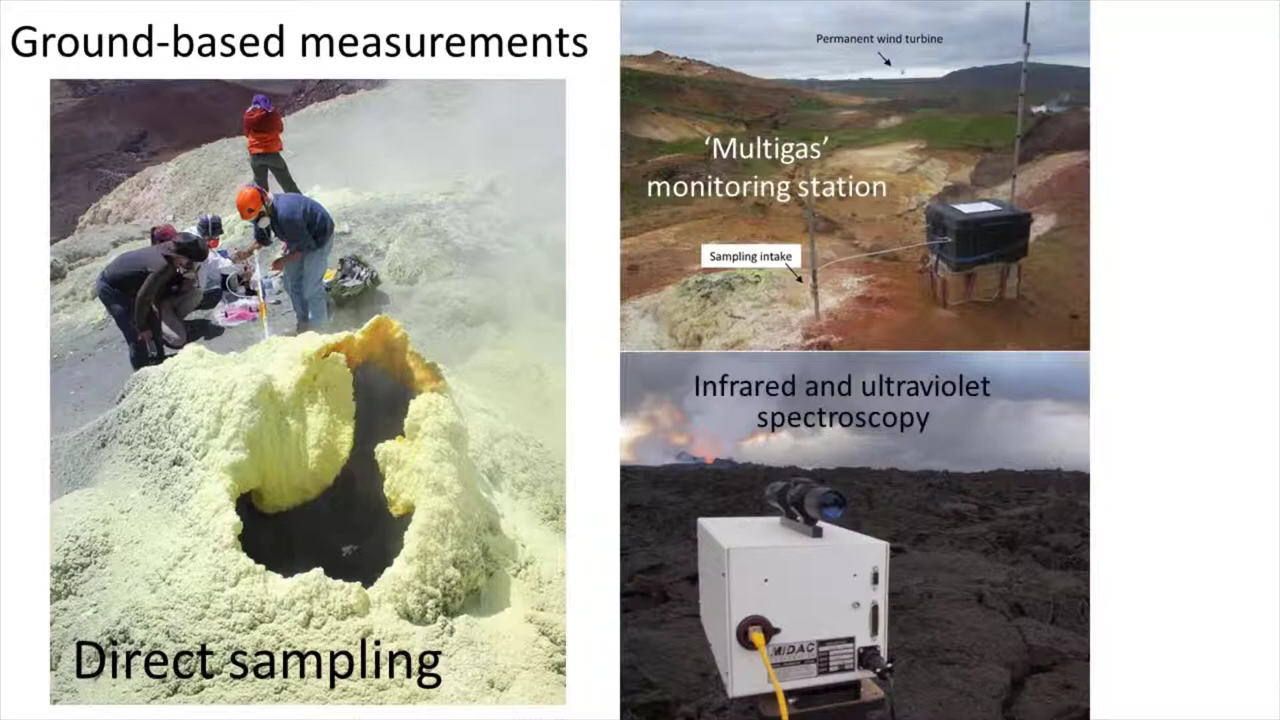 Ground-based measurements
Direct sampling
Permanent wind turbine
‘Multigas’
monitoring station
Sampling intake
Infrared and ultraviolet
spectroscopy
MIDAC